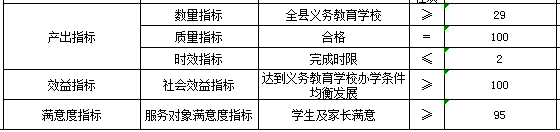 数量指标 全县义务教育学校 ≥ 29
产出指标 质量指标 合格 = 100
时效指标 完成时限 ≤ 2
效益指标 社会效益指标 达到义务教育学校办学条件均衡发展 ≥ 100
满意度指标 服务对象满意度指标 学生及家长满意 ≥ 95